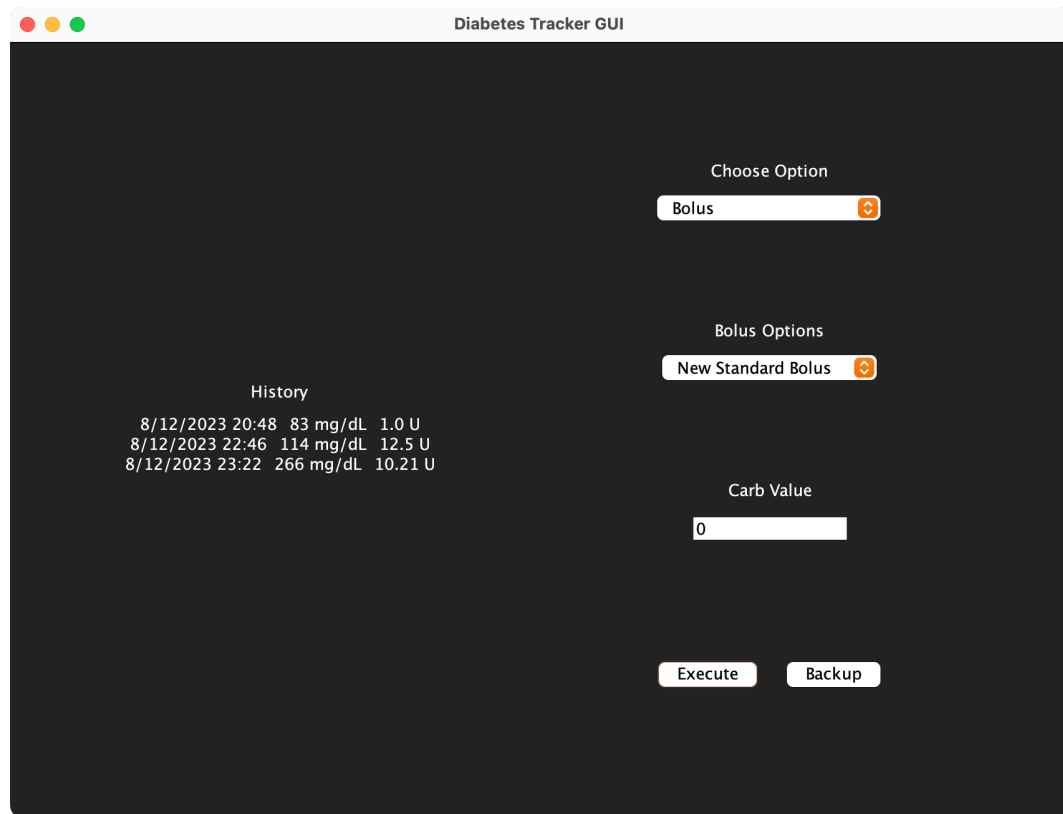 Diabetes Tracker GUI
History
8/12/2023 20:48 83 mg/dL 1.0 U
8/12/2023 22:46 114 mg/dL 12.5 U
8/12/2023 23:22 266 mg/dL 10.21 U
Choose Option
Bolus
Bolus Options
New Standard Bolus
Carb Value
0
Execute
Backup